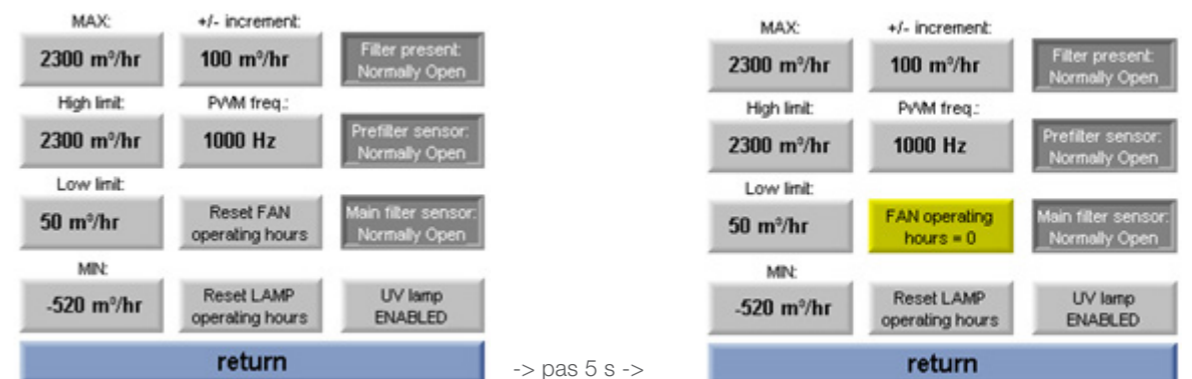 MAX: +/- increment:
2300 m³/hr 100 m³/hr Filter present:
Normally Open
High limit: PWM freq.:
2300 m³/hr 1000 Hz Prefilter sensor:
Normally Open
Low limit:
50 m³/hr Reset FAN
operating hours Main filter sensor:
Normally Open
MIN:
-520 m³/hr Reset LAMP
operating hours UV lamp
ENABLED
return
-> pas 5 s ->
MAX: +/- increment:
2300 m³/hr 100 m³/hr Filter present:
Normally Open
High limit: PWM freq.:
2300 m³/hr 1000 Hz Prefilter sensor:
Normally Open
Low limit:
50 m³/hr FAN operating
hours = 0 Main filter sensor:
Normally Open
MIN:
-520 m³/hr Reset LAMP
operating hours UV lamp
ENABLED
return